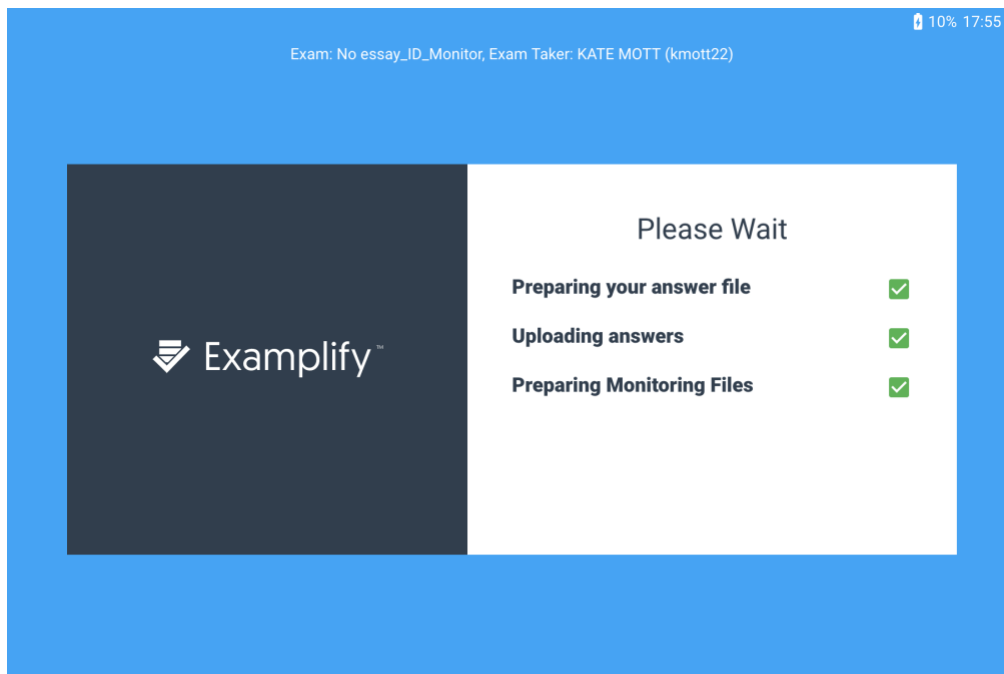 10% 17:55
Exam: No essay_ID_Monitor, Exam Taker: KATE MOTT (kmott22)
Please Wait
Preparing your answer file
Uploading answers
Examplify™
Preparing Monitoring Files